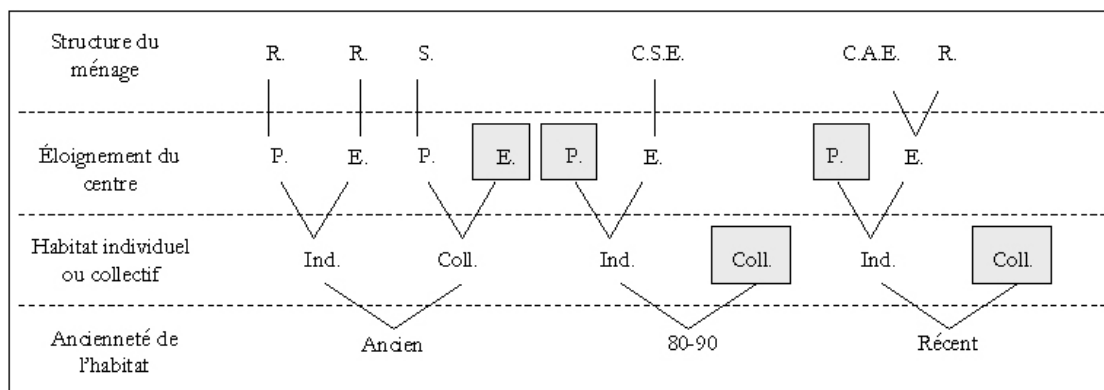 Structure du
ménage
R. R. S. C.S.E. C.A.E. R.
Éloignement du
centre
P. E. P. E. P. E. P. E.
Habitat individuel
ou collectif
Ind. Coll. Ind. Coll. Ind. Coll.
Ancienneté de
l'habitat
Ancien 80-90 Récent